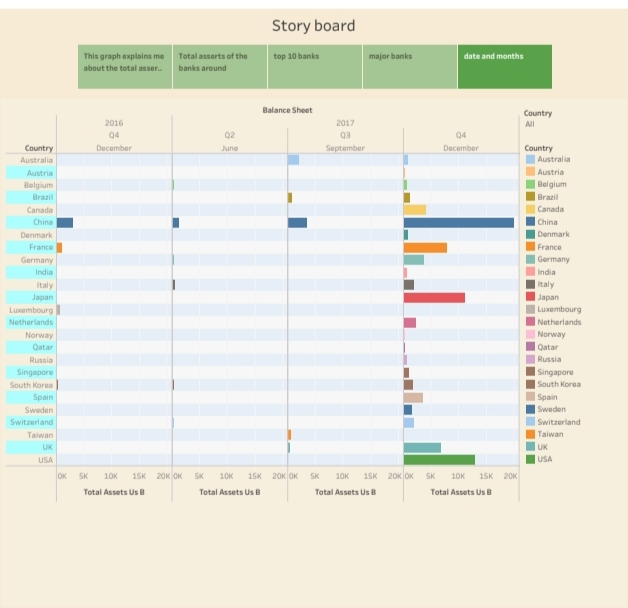 Story board
This graph explains me
about the total asser..
Total asserts of the
banks around
top 10 banks
major banks
date and months
Balance Sheet
2016
2017
Q4
Q2
Q3
Q4
Country
December
June
September
December
Australia
Austria
Belgium
Brazil
Canada
China
Denmark
France
Germany
India
Italy
Japan
Luxembourg
Netherlands
Norway
Qatar
Russia
Singapore
South Korea
Spain
Sweden
Switzerland
Taiwan
UK
USA
0K 5K 10K 15K 20K
0K 5K 10K 15K 20K
0K 5K 10K 15K 20K
0K 5K 10K 15K 20K
Total Assets Us B
Total Assets Us B
Total Assets Us B
Total Assets Us B
Country
All
Country
Australia
Austria
Belgium
Brazil
Canada
China
Denmark
France
Germany
India
Italy
Japan
Luxembourg
Netherlands
Norway
Qatar
Russia
Singapore
South Korea
Spain
Sweden
Switzerland
Taiwan
UK
USA